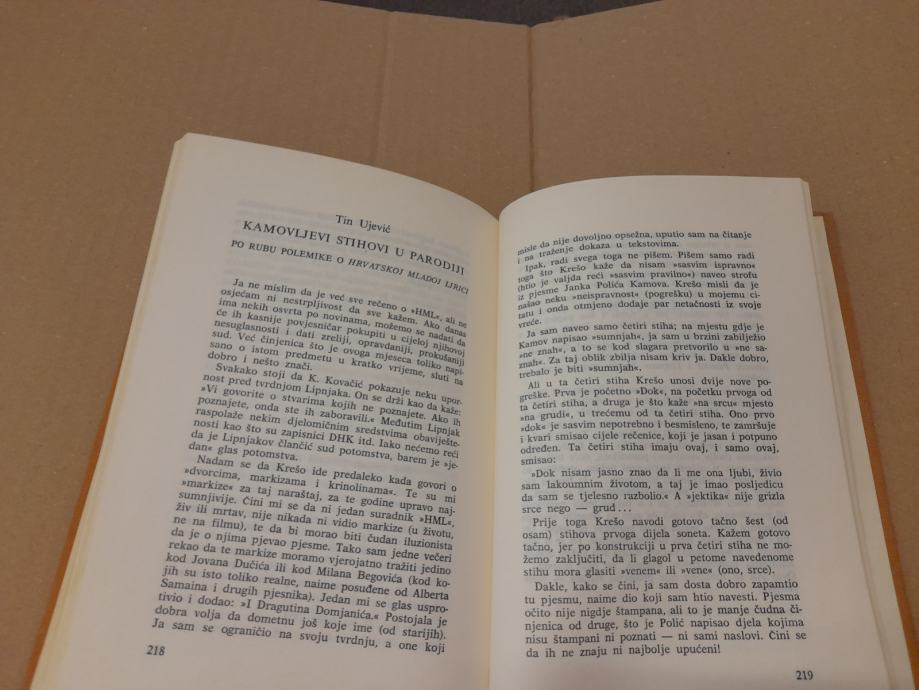 Tin Ujević
KAMOVLJEVI STIHOVI U PARODIJI
PO RUBU POLEMIKE O HRVATSKOJ MLADOJ LJRICI
Ja ne mislim da je već sve rečeno o »HML«, ali ne
osjećam ni nestrpljivost da sve kažem. Ako danas
ima nekih osvrta po novinama, možemo se nadati da
će ih kasnije povjesničar pokupiti u cijeloj njihovoj
nesuglasnosti i dati zreliji, opravdaniji, prokušaniji
sud. Već činjenica što je ovoga mjeseca toliko napi-
sano o istom predmetu u kratko vrijeme, sluti na
dobro i nešto znači.
Svakako stoji da K. Kovačić pokazuje neku upor-
nost pred tvrdnjom Lipnjaka. On se drži kao da kaže:
»Vi govorite o stvarima kojih ne poznajete. Ako ih
poznajete, onda ste ih zaboravili.« Međutim Lipnjak
raspolaže nekim djelomičnim sredstvima obaviješte-
nosti kao što su zapisnici DHK itd. Iako nećemo reći
da je Lipnjakov člančić sud potomstva, barem je »je-
dan« glas potomstva.
Nadam se da Krešo ide predaleko kada govori o
»dvorcima, markizama i krinolinama«. Te su mi
»markize« za taj naraštaj, za te godine upravo naj-
sumnjivije. Čini mi se da ni jedan suradnik »HML«,
živ ili mrtav, nije nikada ni vidio markize (u životu,
ne na filmu), te da bi morao biti čudan iluzionista
da je o njima pjevao pjesme. Tako sam jedne večeri
rekao da te markize moramo vjerojatno tražiti jedino
kod Jovana Dučića ili kod Milana Begovića (kod ko-
jih su isto toliko realne, naime posuđene od Alberta
Samaina i drugih pjesnika). Jedan mi se glas uspro-
tivio i dodao: »I Dragutina Domjanića.« Postojala je
dobra volja da dometnu još koje ime (od starijih).
Ja sam se ograničio na svoju tvrdnju, a one koji
218
misle da nije dovoljno opsežna, uputio sam na čitanje
i na traženje dokaza u tekstovima.
Ipak, radi svega toga ne pišem. Pišem samo radi
toga što Krešo kaže da nisam »sasvim ispravno«
(htio je valjda reći »sasvim pravilno«) naveo strofu
iz pjesme Janka Polića Kamova. Krešo misli da je
našao neku »neispravnost« (pogrešku) u mojemu ci-
tatu i onda otmjeno dodaje par netačnosti iz svoje
vreće.
Ja sam naveo samo četiri stiha; na mjestu gdje je
Kamov napisao »sumnjah«, ja sam u brzini zabilježio
»ne znah«, a to se kod slagara pretvorilo u »ne sa-
znah«. Za taj oblik zbilja nisam kriv ja. Dakle dobro,
trebalo je biti »sumnjah«.
Ali u ta četiri stiha Krešo unosi dvije nove po-
greške. Prva je početno »Dok«, na početku prvoga od
ta četiri stiha, a druga je što kaže »na srcu« mjesto
»na grudi«, u trećemu od ta četiri stiha. Ono prvo
»dok« je sasvim nepotrebno i besmisleno, te zamršuje
i kvari smisao cijele rečenice, koji je jasan i potpuno
određen. Ta četiri stiha imaju ovaj, i samo ovaj,
smisao:
»Dok nisam jasno znao da li me ona ljubi, živio
sam lakoumnim životom, a taj je imao posljedicu
da sam se tjelesno razbolio.« A »jektika« nije grizla
srce nego — grud...
Prije toga Krešo navodi gotovo tačno šest (od
osam) stihova prvoga dijela soneta. Kažem gotovo
tačno, jer po konstrukciji u prva četiri stiha ne mo-
žemo zaključiti, da li glagol u petome navedenome
stihu mora glasiti »venem« ili »vene« (ono, srce).
Dakle, kako se čini, ja sam dosta dobro zapamtio
tu pjesmu, naime dio koji sam htio navesti. Pjesma
očito nije nigdje štampana, ali to je manje čudna či-
njenica od druge, što je Polić napisao djela kojima
nisu štampani ni poznati — ni sami naslovi. Čini se
da ih ne znaju ni najbolje upućeni!
219